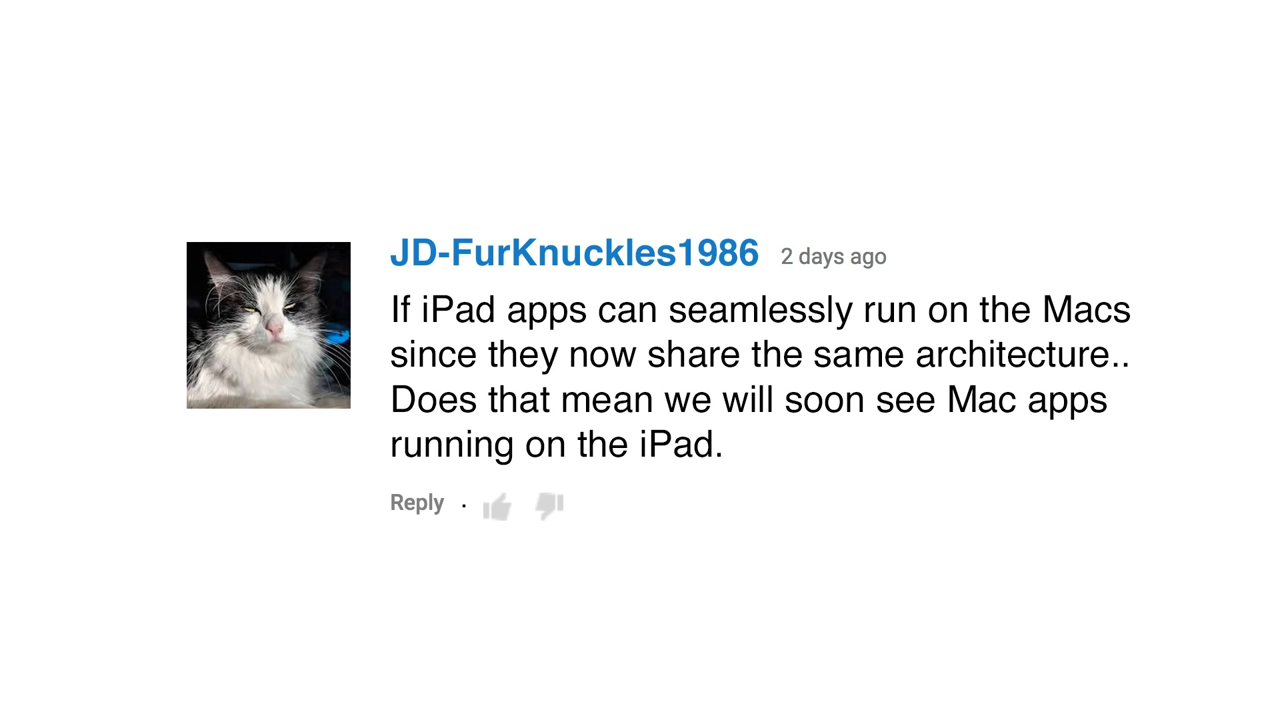 JD-FurKnuckles1986 2 days ago
If iPad apps can seamlessly run on the Macs
since they now share the same architecture..
Does that mean we will soon see Mac apps
running on the iPad.
Reply ·